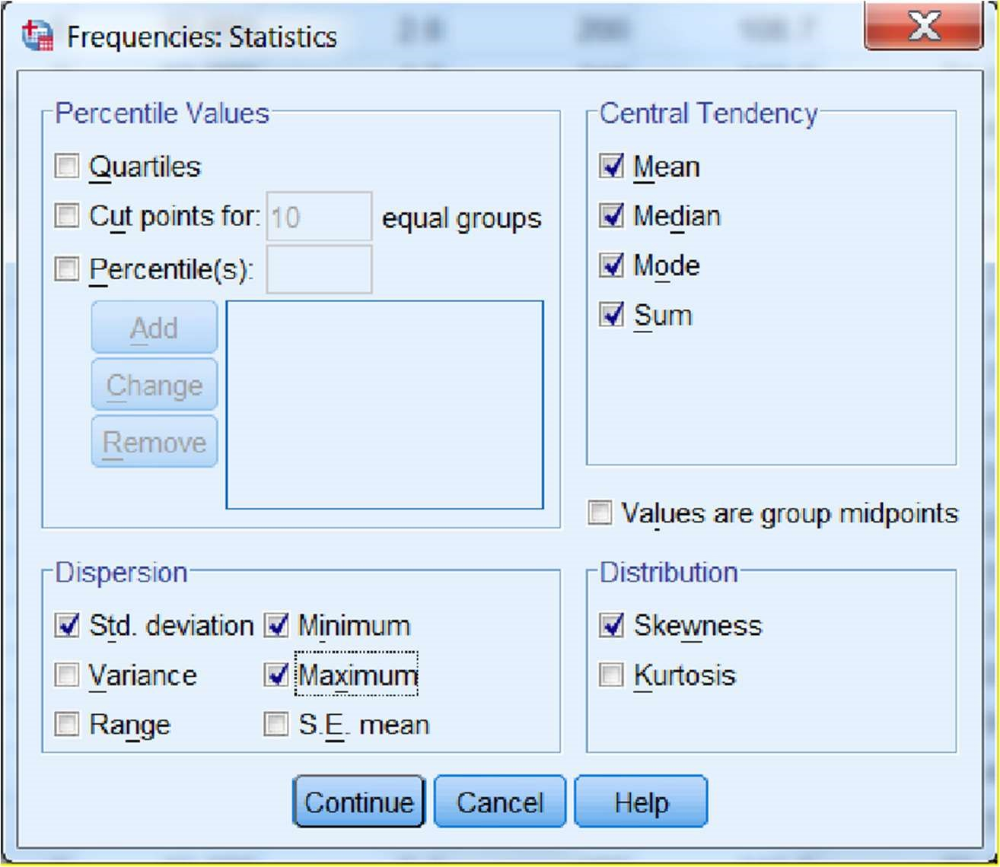 Frequencies: Statistics
Percentile Values
Quartiles
Cut points for: 10 equal groups
Percentile(s):
Add
Change
Remove
Central Tendency
Mean
Median
Mode
Sum
Values are group midpoints
Dispersion
Std. deviation Minimum
Variance Maximum
Range S.E. mean
Distribution
Skewness
Kurtosis
Continue Cancel Help